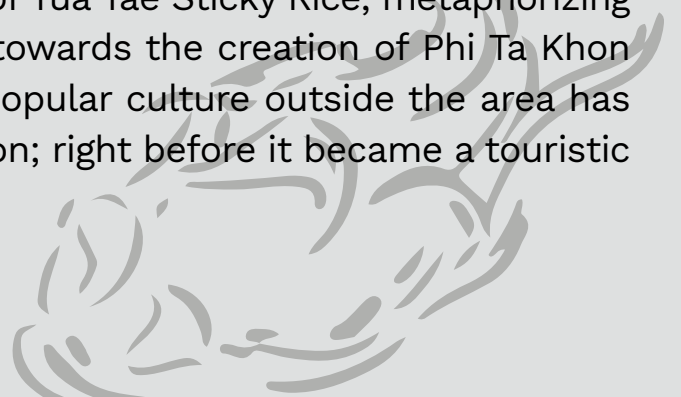 Tua Tae Sticky Rice, metaphorizing
towards the creation of Phi Ta Khon
opular culture outside the area has
on; right before it became a touristic